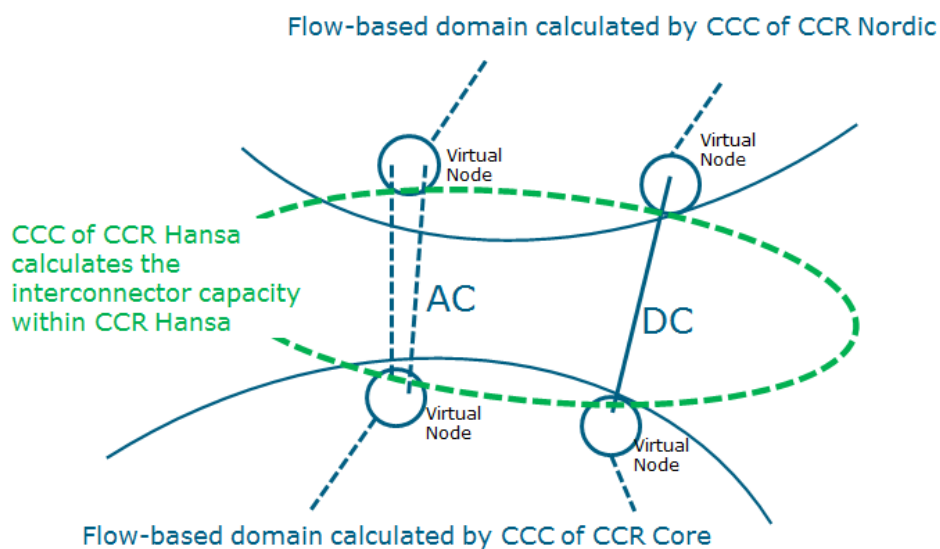 Flow-based domain calculated by CCC of CCR Nordic
Virtual
Node
Virtual
Node
CCC of CCR Hansa
calculates the
interconnector capacity
within CCR Hansa
AC
DC
Virtual
Node
Virtual
Node
Flow-based domain calculated by CCC of CCR Core